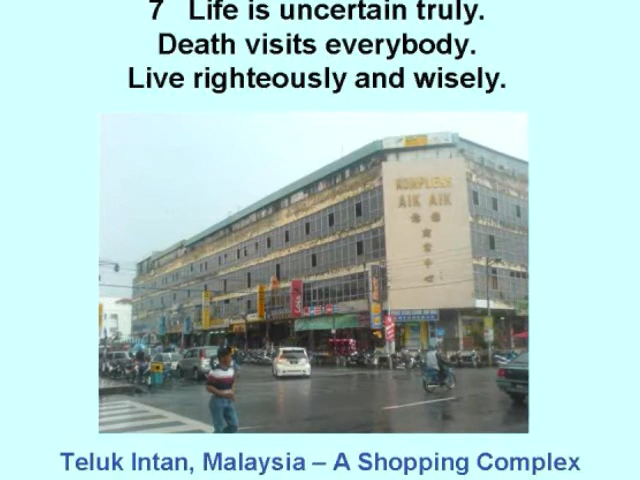 7 Life is uncertain truly.
Death visits everybody.
Live righteously and wisely.
KOMPLEKS
AIK AIK
Teluk Intan, Malaysia – A Shopping Complex